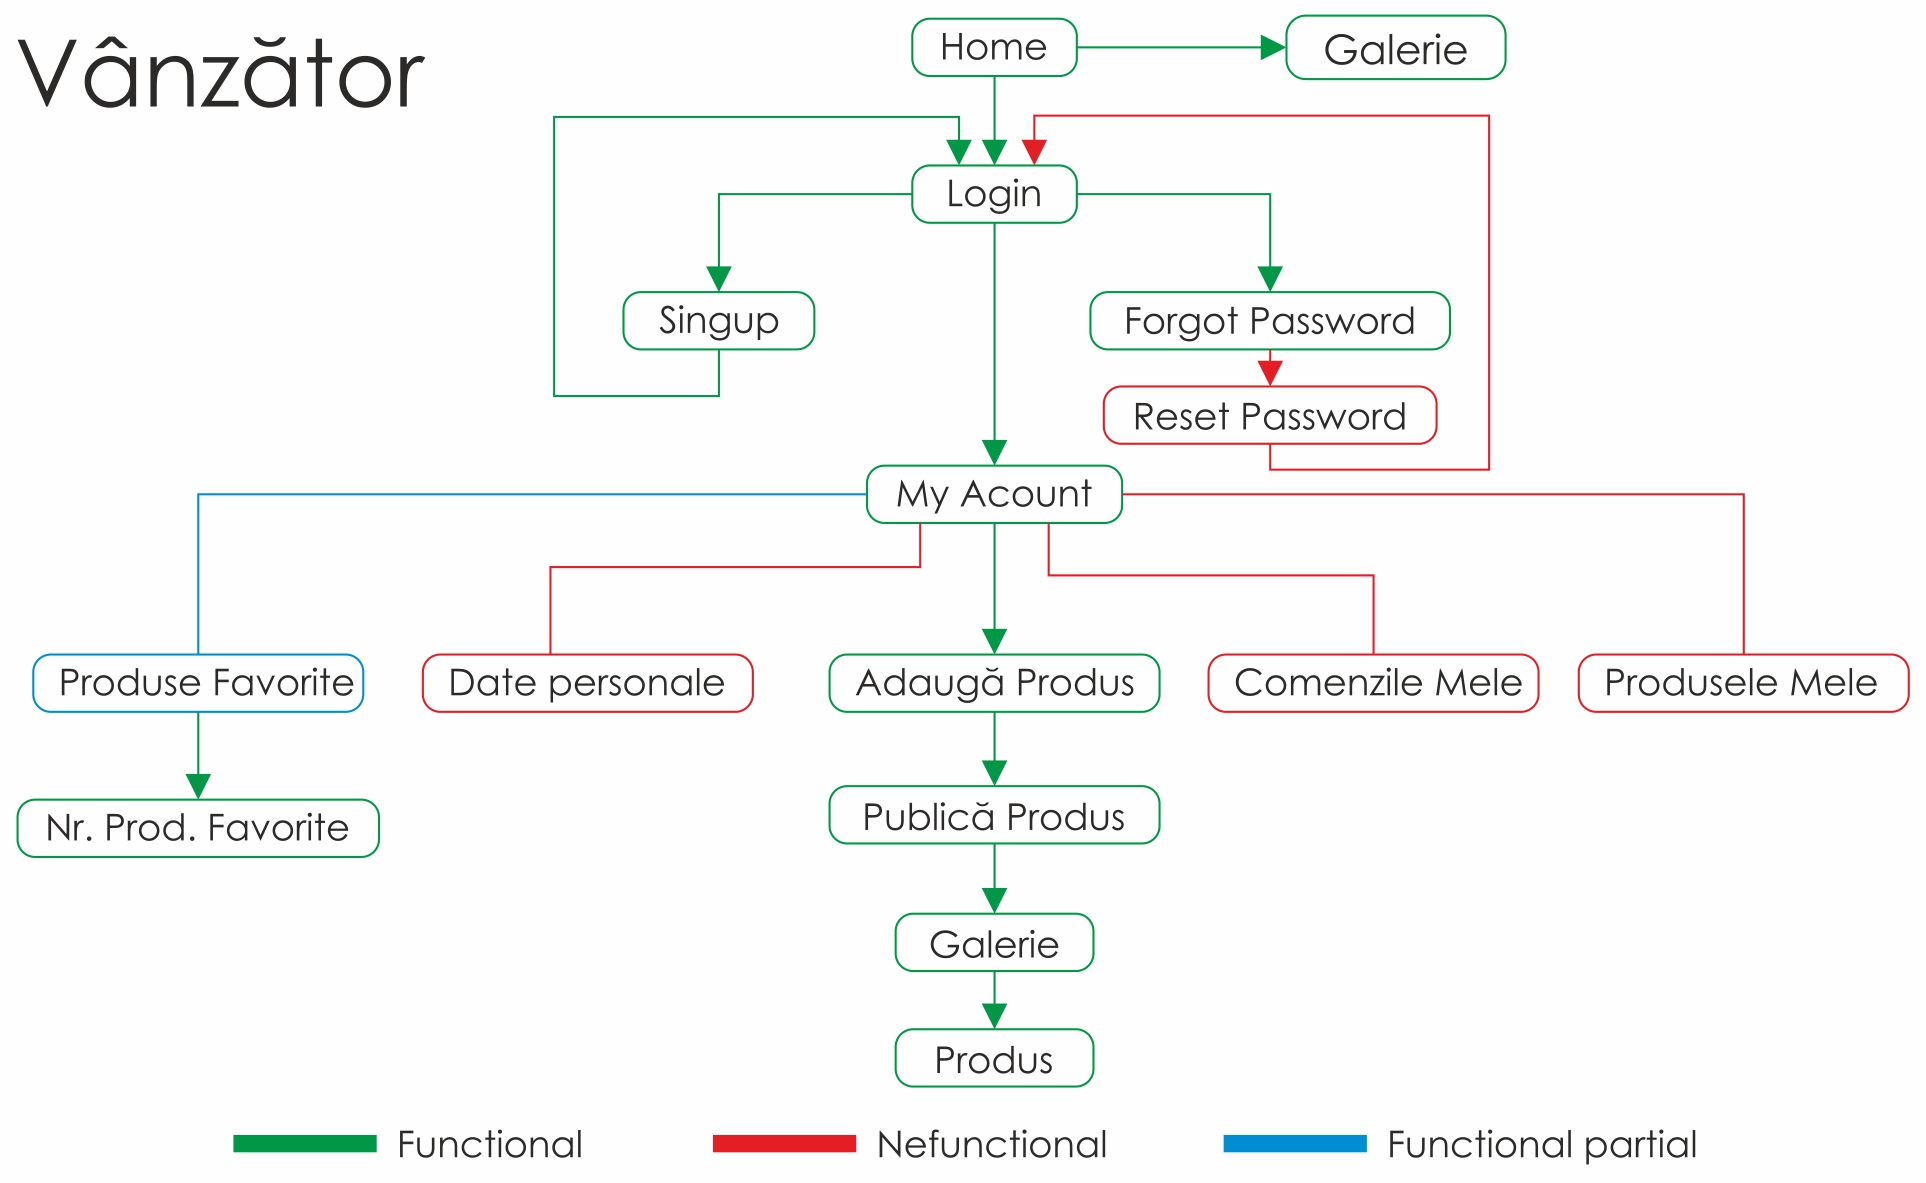 Vânzător
Home
Galerie
Login
Singup
Forgot Password
Reset Password
My Acount
Produse Favorite
Date personale
Adaugă Produs
Comenzile Mele
Produsele Mele
Nr. Prod. Favorite
Publică Produs
Galerie
Produs
Functional
Nefunctional
Functional partial